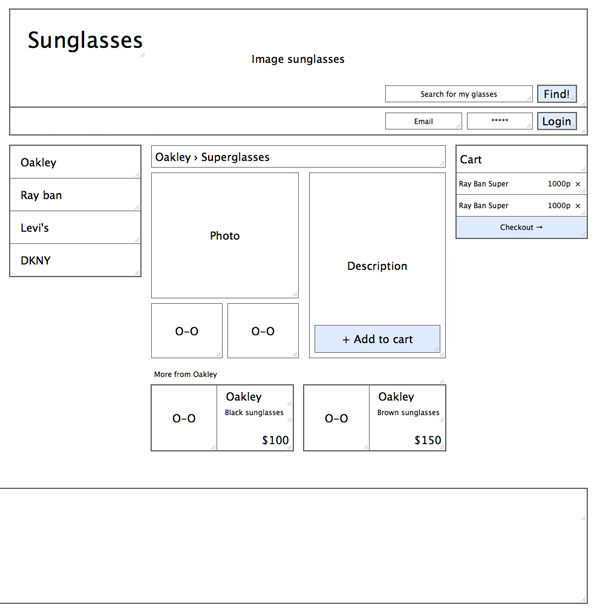 Sunglasses
Image sunglasses
Search for my glasses Find!
Email ***** Login
Oakley
Ray ban
Levi's
DKNY
Oakley › Superglasses
Photo
Description
O-O O-O
+ Add to cart
More from Oakley
O-O
Oakley
Black sunglasses
$100
O-O
Oakley
Brown sunglasses
$150
Cart
Ray Ban Super 1000p ×
Ray Ban Super 1000p ×
Checkout →